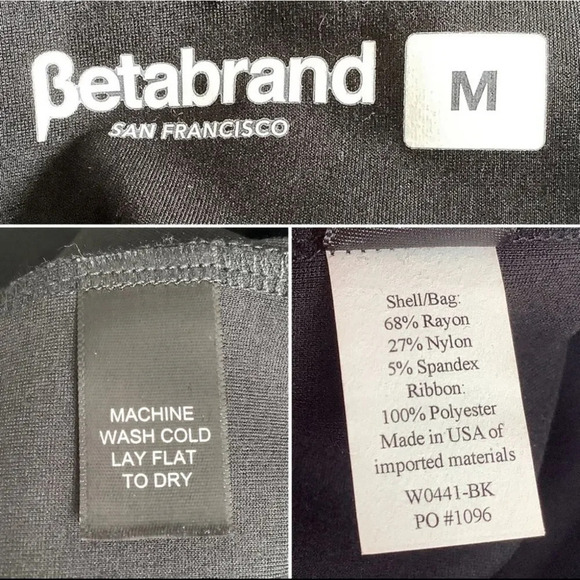 βetabrand
SAN FRANCISCO
M
MACHINE
WASH COLD
LAY FLAT
TO DRY
Shell/Bag:
68% Rayon
27% Nylon
5% Spandex
Ribbon:
100% Polyester
Made in USA of
imported materials
W0441-BK
PO #1096